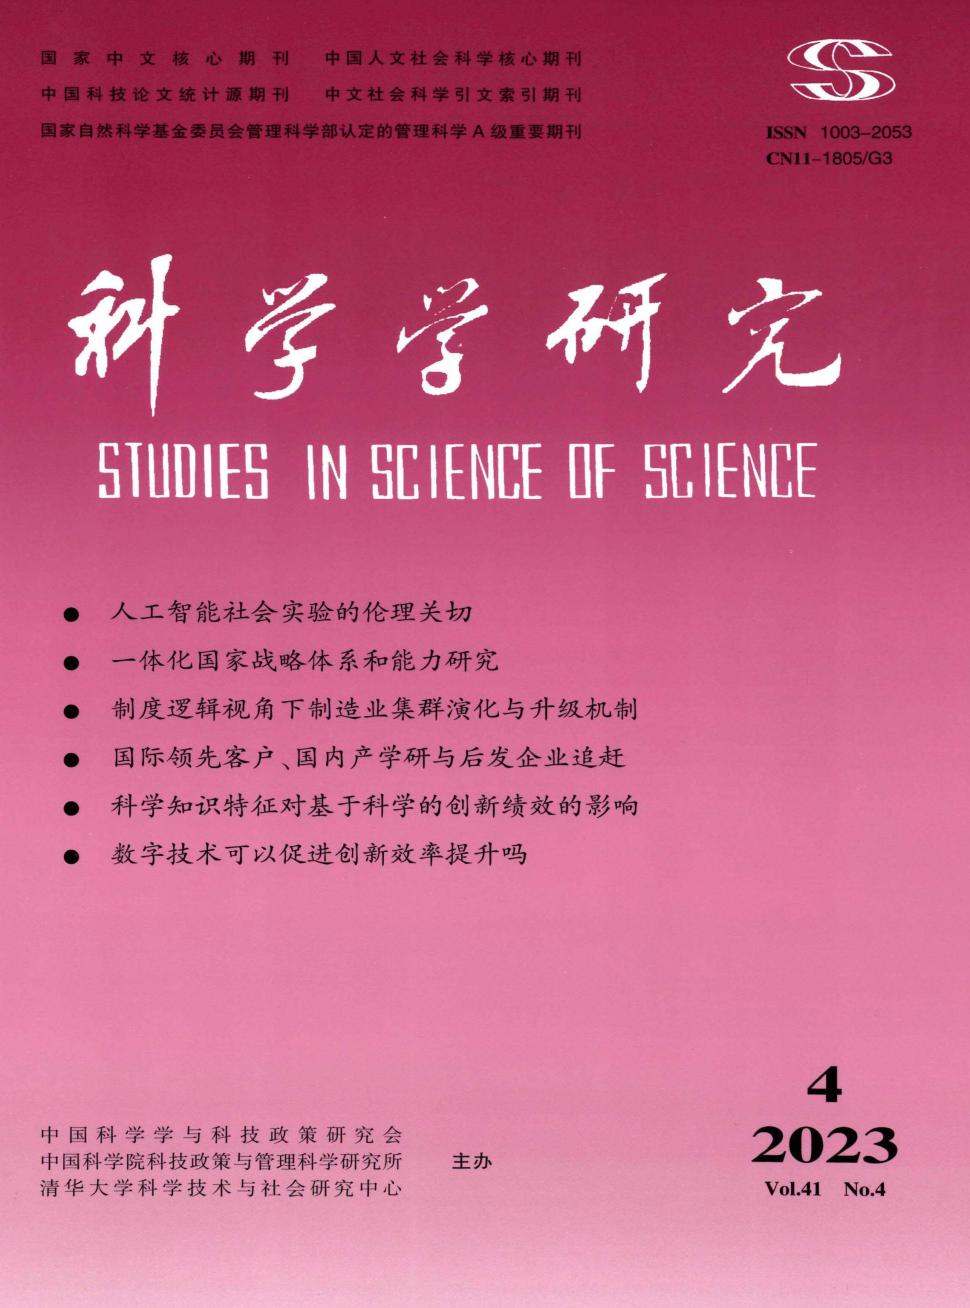 国家中文核心期刊 中国人文社会科学核心期刊
中国科技论文统计源期刊 中文社会科学引文索引期刊
国家自然科学基金委员会管理科学部认定的管理科学A级重要期刊
ISSN 1003-2053
CN11-1805/G3
科学学研究
STUDIES IN SCIENCE OF SCIENCE
● 人工智能社会实验的伦理关切
● 一体化国家战略体系和能力研究
● 制度逻辑视角下制造业集群演化与升级机制
● 国际领先客户、国内产学研与后发企业追赶
● 科学知识特征对基于科学的创新绩效的影响
● 数字技术可以促进创新效率提升吗
4
2023
Vol.41 No.4
中国科学学与科技政策研究会
中国科学院科技政策与管理科学研究所 主办
清华大学科学技术与社会研究中心